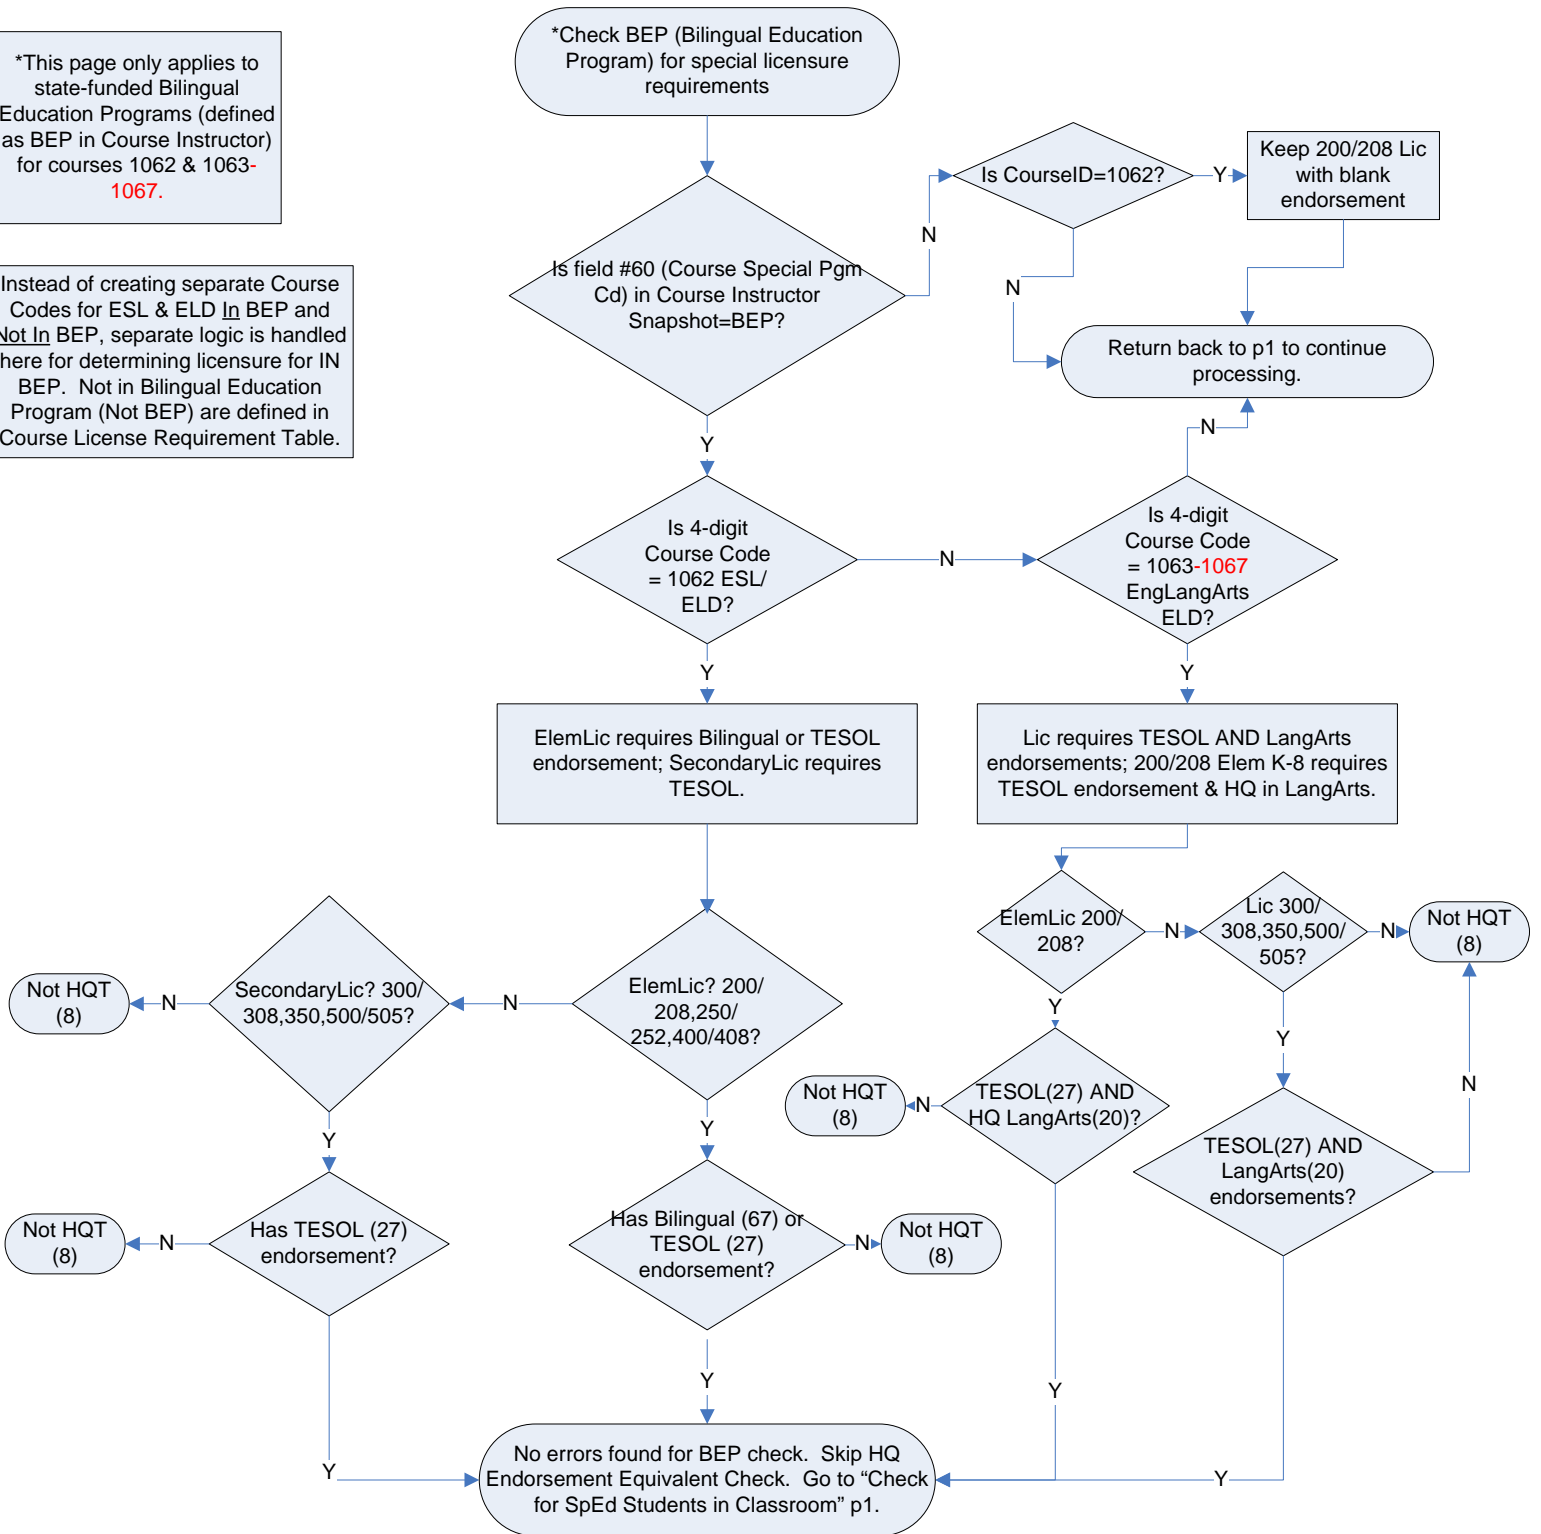 *Check BEP (Bilingual Education
Program) for special licensure
requirements
*This page only applies to
state-funded Bilingual
Education Programs (defined
as BEP in Course Instructor)
for courses 1062 & 1063-
1067.
Is CourseID=1062?
Y
Keep 200/208 Lic
with blank
endorsement
N
Instead of creating separate Course
Codes for ESL & ELD In BEP and
Not In BEP, separate logic is handled
here for determining licensure for IN
BEP. Not in Bilingual Education
Program (Not BEP) are defined in
Course License Requirement Table.
Is field #60 (Course Special Pgm
Cd) in Course Instructor
Snapshot=BEP?
N
Return back to p1 to continue
processing.
Y
N
Is 4-digit
Course Code
= 1062 ESL/
ELD?
N
Is 4-digit
Course Code
= 1063-1067
EngLangArts
ELD?
Y
Y
ElemLic requires Bilingual or TESOL
endorsement; SecondaryLic requires
TESOL.
Lic requires TESOL AND LangArts
endorsements; 200/208 Elem K-8 requires
TESOL endorsement & HQ in LangArts.
ElemLic 200/
208?
N
Lic 300/
308,350,500/
505?
N
Not HQT
(8)
Not HQT
(8)
N
SecondaryLic? 300/
308,350,500/505?
N
ElemLic? 200/
208,250/
252,400/408?
Y
Y
N
Not HQT
(8)
N
TESOL(27) AND
HQ LangArts(20)?
Y
Y
TESOL(27) AND
LangArts(20)
endorsements?
Not HQT
(8)
N
Has TESOL (27)
endorsement?
Has Bilingual (67) or
TESOL (27)
endorsement?
N
Not HQT
(8)
Y
Y
Y
No errors found for BEP check. Skip HQ
Endorsement Equivalent Check. Go to “Check
for SpEd Students in Classroom” p1.
Y